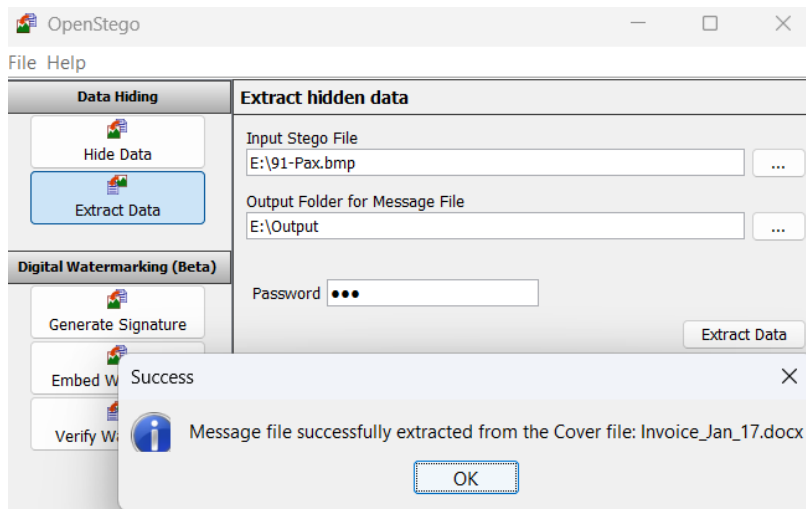 OpenStego
File Help
Data Hiding
Hide Data
Extract Data
Digital Watermarking (Beta)
Generate Signature
Embed W
Verify Wa
Extract hidden data
Input Stego File
E:\91-Pax.bmp
...
Output Folder for Message File
E:\Output
...
Password •••
Extract Data
Success
Message file successfully extracted from the Cover file: Invoice_Jan_17.docx
OK